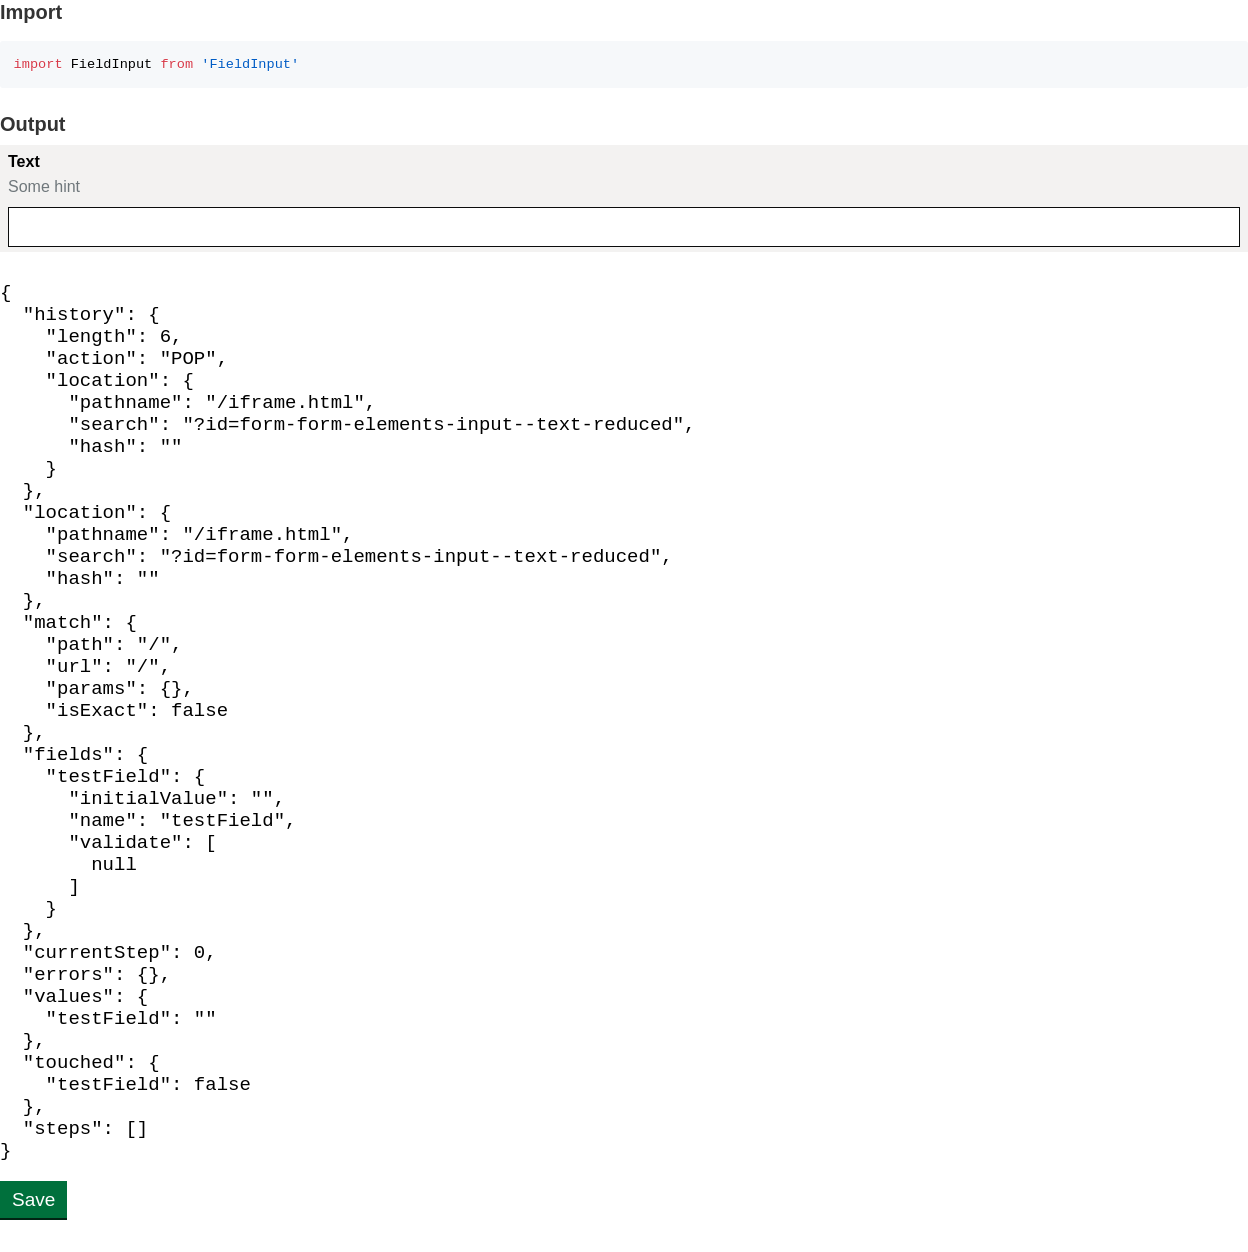 Import
import FieldInput from 'FieldInput'
Output
Text
Some hint
{
  "history": {
    "length": 6,
    "action": "POP",
    "location": {
      "pathname": "/iframe.html",
      "search": "?id=form-form-elements-input--text-reduced",
      "hash": ""
    }
  },
  "location": {
    "pathname": "/iframe.html",
    "search": "?id=form-form-elements-input--text-reduced",
    "hash": ""
  },
  "match": {
    "path": "/",
    "url": "/",
    "params": {},
    "isExact": false
  },
  "fields": {
    "testField": {
      "initialValue": "",
      "name": "testField",
      "validate": [
        null
      ]
    }
  },
  "currentStep": 0,
  "errors": {},
  "values": {
    "testField": ""
  },
  "touched": {
    "testField": false
  },
  "steps": []
}
Save